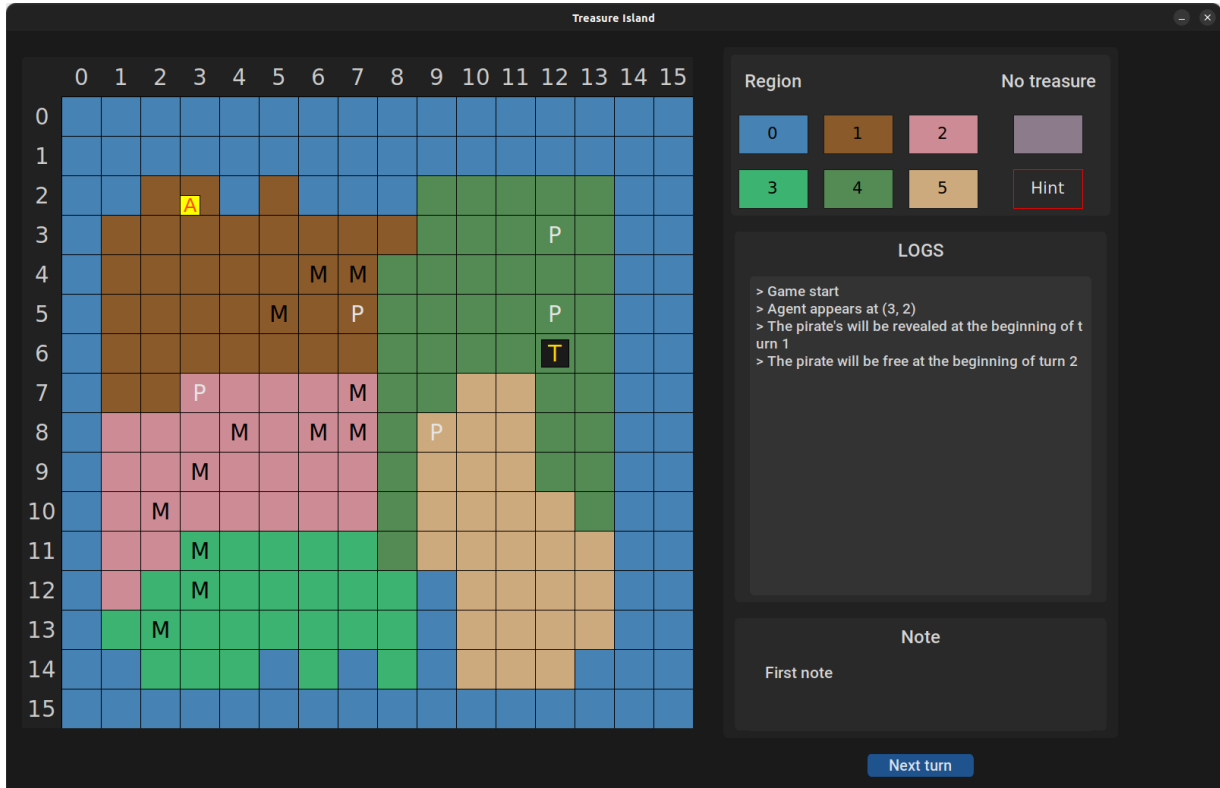 Treasure Island
0 1 2 3 4 5 6 7 8 9 10 11 12 13 14 15
0
1
2 A
3 P
4 M M
5 M P P
6 T
7 P M
8 M M M P
9 M
10 M
11 M
12 M
13 M
14
15
Region No treasure
0 1 2
3 4 5 Hint
LOGS
> Game start
> Agent appears at (3, 2)
> The pirate's will be revealed at the beginning of t
urn 1
> The pirate will be free at the beginning of turn 2
Note
First note
Next turn